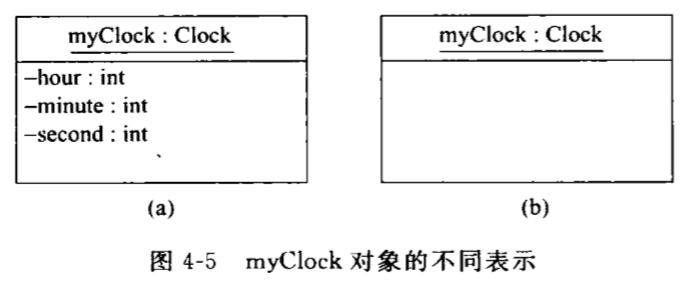 myClock : Clock
–hour : int
–minute : int
–second : int
(a)
myClock : Clock
(b)
图 4-5 myClock 对象的不同表示